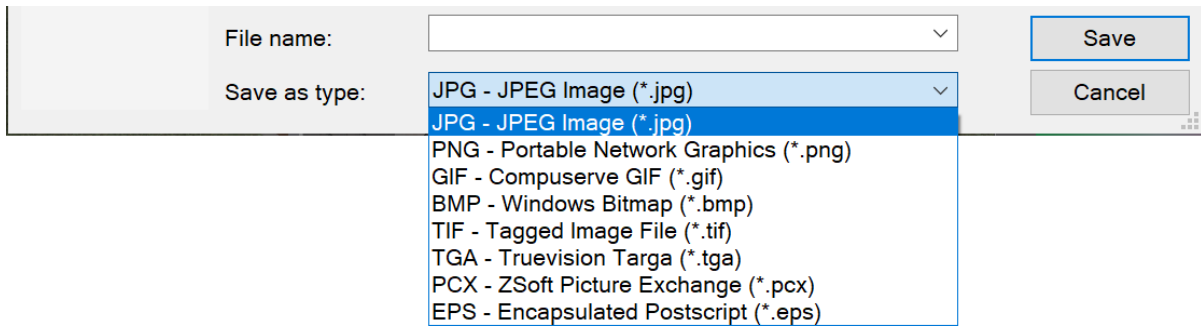 File name:
Save
Save as type:
JPG - JPEG Image (*.jpg)
Cancel
JPG - JPEG Image (*.jpg)
PNG - Portable Network Graphics (*.png)
GIF - Compuserve GIF (*.gif)
BMP - Windows Bitmap (*.bmp)
TIF - Tagged Image File (*.tif)
TGA - Truevision Targa (*.tga)
PCX - ZSoft Picture Exchange (*.pcx)
EPS - Encapsulated Postscript (*.eps)